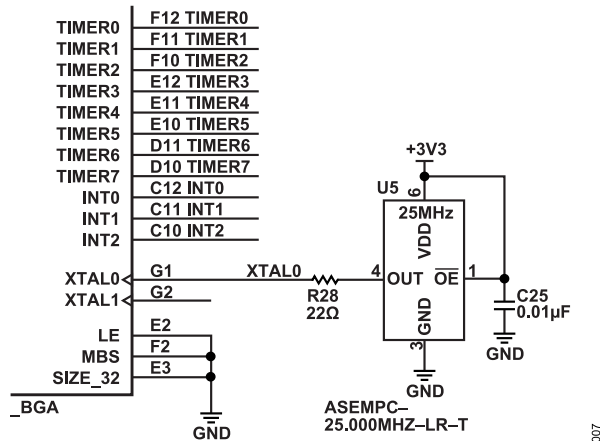 TIMER0 F12 TIMER0
TIMER1 F11 TIMER1
TIMER2 F10 TIMER2
TIMER3 E12 TIMER3
TIMER4 E11 TIMER4
TIMER5 E10 TIMER5
TIMER6 D11 TIMER6
TIMER7 D10 TIMER7
INT0 C12 INT0
INT1 C11 INT1
INT2 C10 INT2
XTAL0 G1 XTAL0
XTAL1 G2
LE E2
MBS F2
SIZE_32 E3
_BGA
GND
R28
22Ω
+3V3
U5
6
25MHz
VDD
4 OUT OE 1
GND
3
GND
C25
0.01µF
GND
ASEMPC–
25.000MHZ–LR–T
007